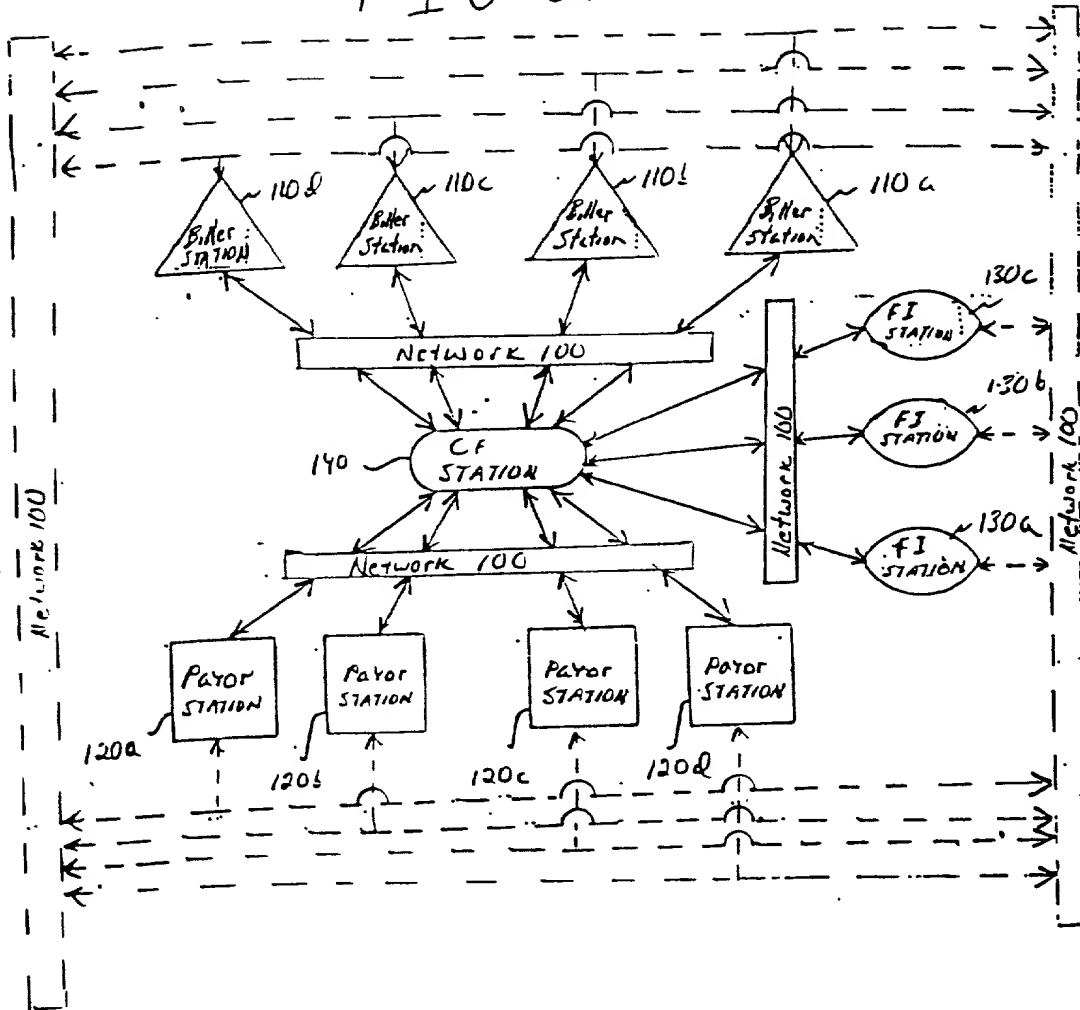 110d
110c
110b
110a
Biller
STATION
Biller
Station
Biller
Station
Biller
Station
130c
FI
STATION
Network 100
130b
FI
STATION
Network 100
140
CF
STATION
Network 100
Network 100
130a
FI
STATION
Network 100
Network 100
Payor
STATION
Payor
STATION
Payor
STATION
Payor
STATION
120a
120b
120c
120d